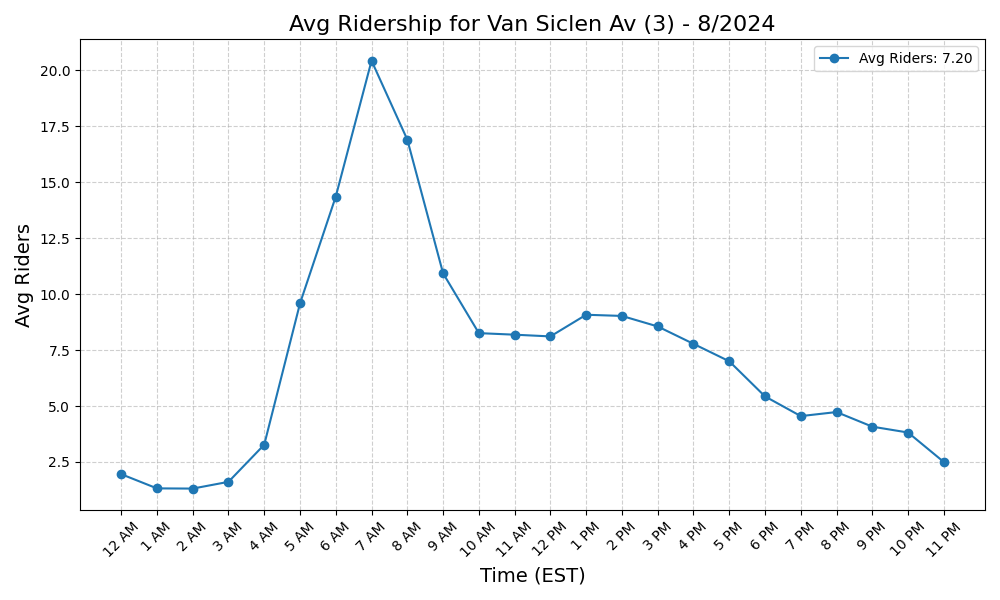 Avg Ridership for Van Siclen Av (3) - 8/2024
Avg Riders: 7.20
Avg Riders
20.0
17.5
15.0
12.5
10.0
7.5
5.0
2.5
12 AM
1 AM
2 AM
3 AM
4 AM
5 AM
6 AM
7 AM
8 AM
9 AM
10 AM
11 AM
12 PM
1 PM
2 PM
3 PM
4 PM
5 PM
6 PM
7 PM
8 PM
9 PM
10 PM
11 PM
Time (EST)